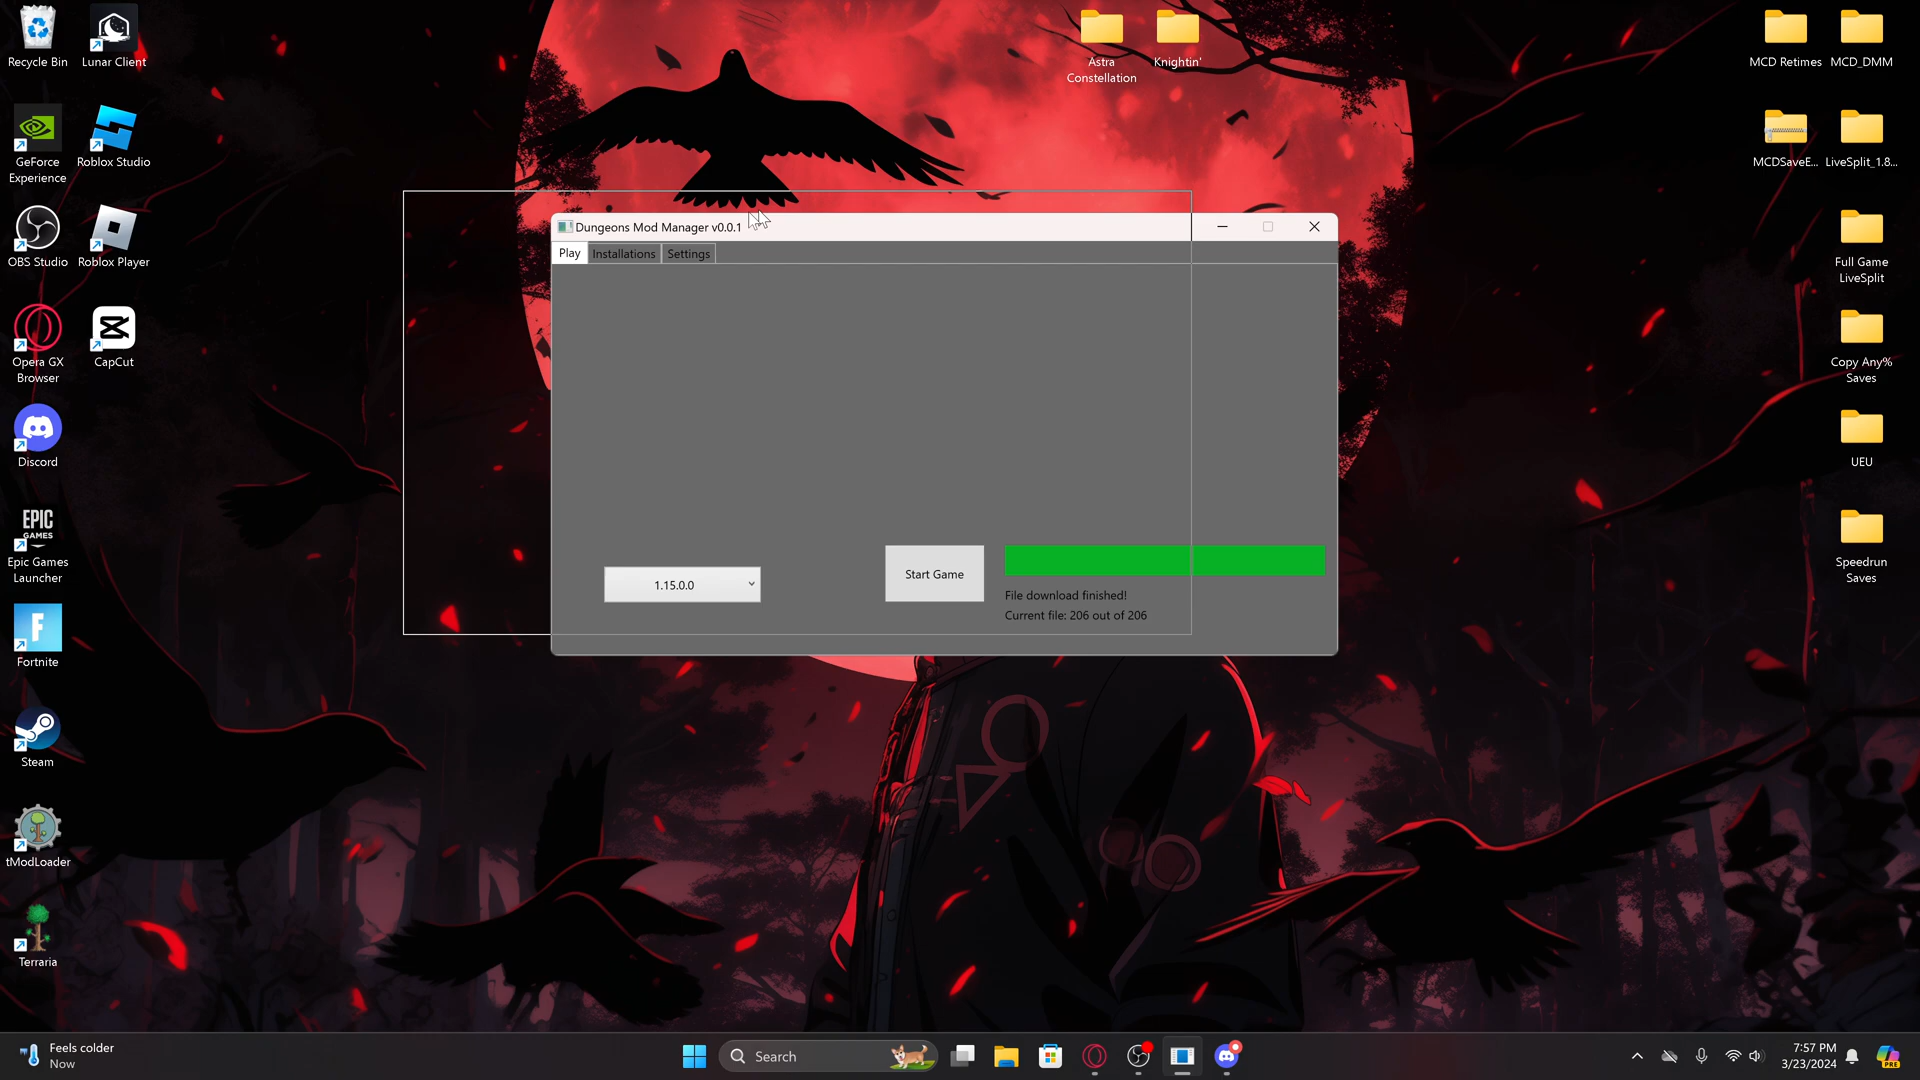 Recycle Bin
Lunar Client
GeForce
Experience
Roblox Studio
OBS Studio
Roblox Player
Opera GX
Browser
CapCut
Discord
EPIC
GAMES
Epic Games
Launcher
Fortnite
Steam
tModLoader
Terraria
Astra
Constellation
Knightin'
MCD Retimes
MCD_DMM
MCDSaveE...
LiveSplit_1.8...
Full Game
LiveSplit
Copy Any%
Saves
UEU
Speedrun
Saves
Dungeons Mod Manager v0.0.1
Play
Installations
Settings
1.15.0.0
Start Game
File download finished!
Current file: 206 out of 206
Feels colder
Now
Search
7:57 PM
3/23/2024
PRE